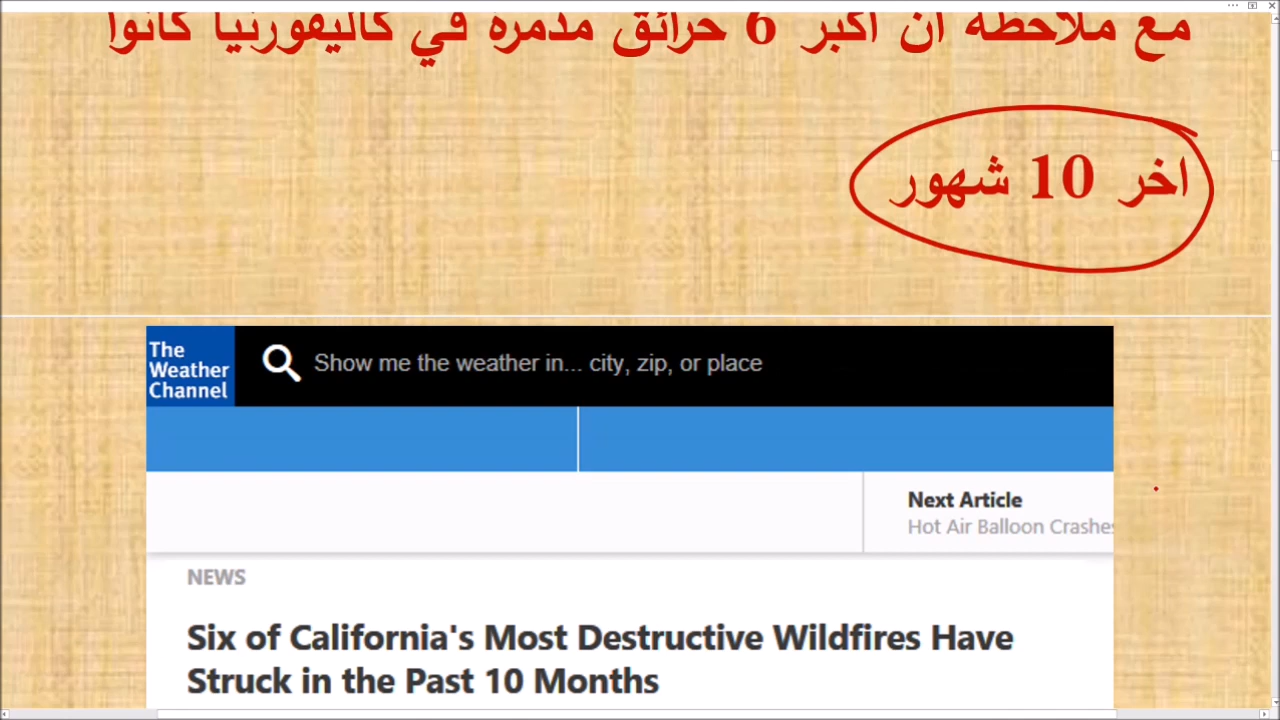 مع ملاحظة ان اكبر 6 حرائق مدمره في كاليفورنيا كانوا
اخر 10 شهور
The
Weather
Channel
Show me the weather in... city, zip, or place
Next Article
Hot Air Balloon Crashes
NEWS
Six of California's Most Destructive Wildfires Have
Struck in the Past 10 Months